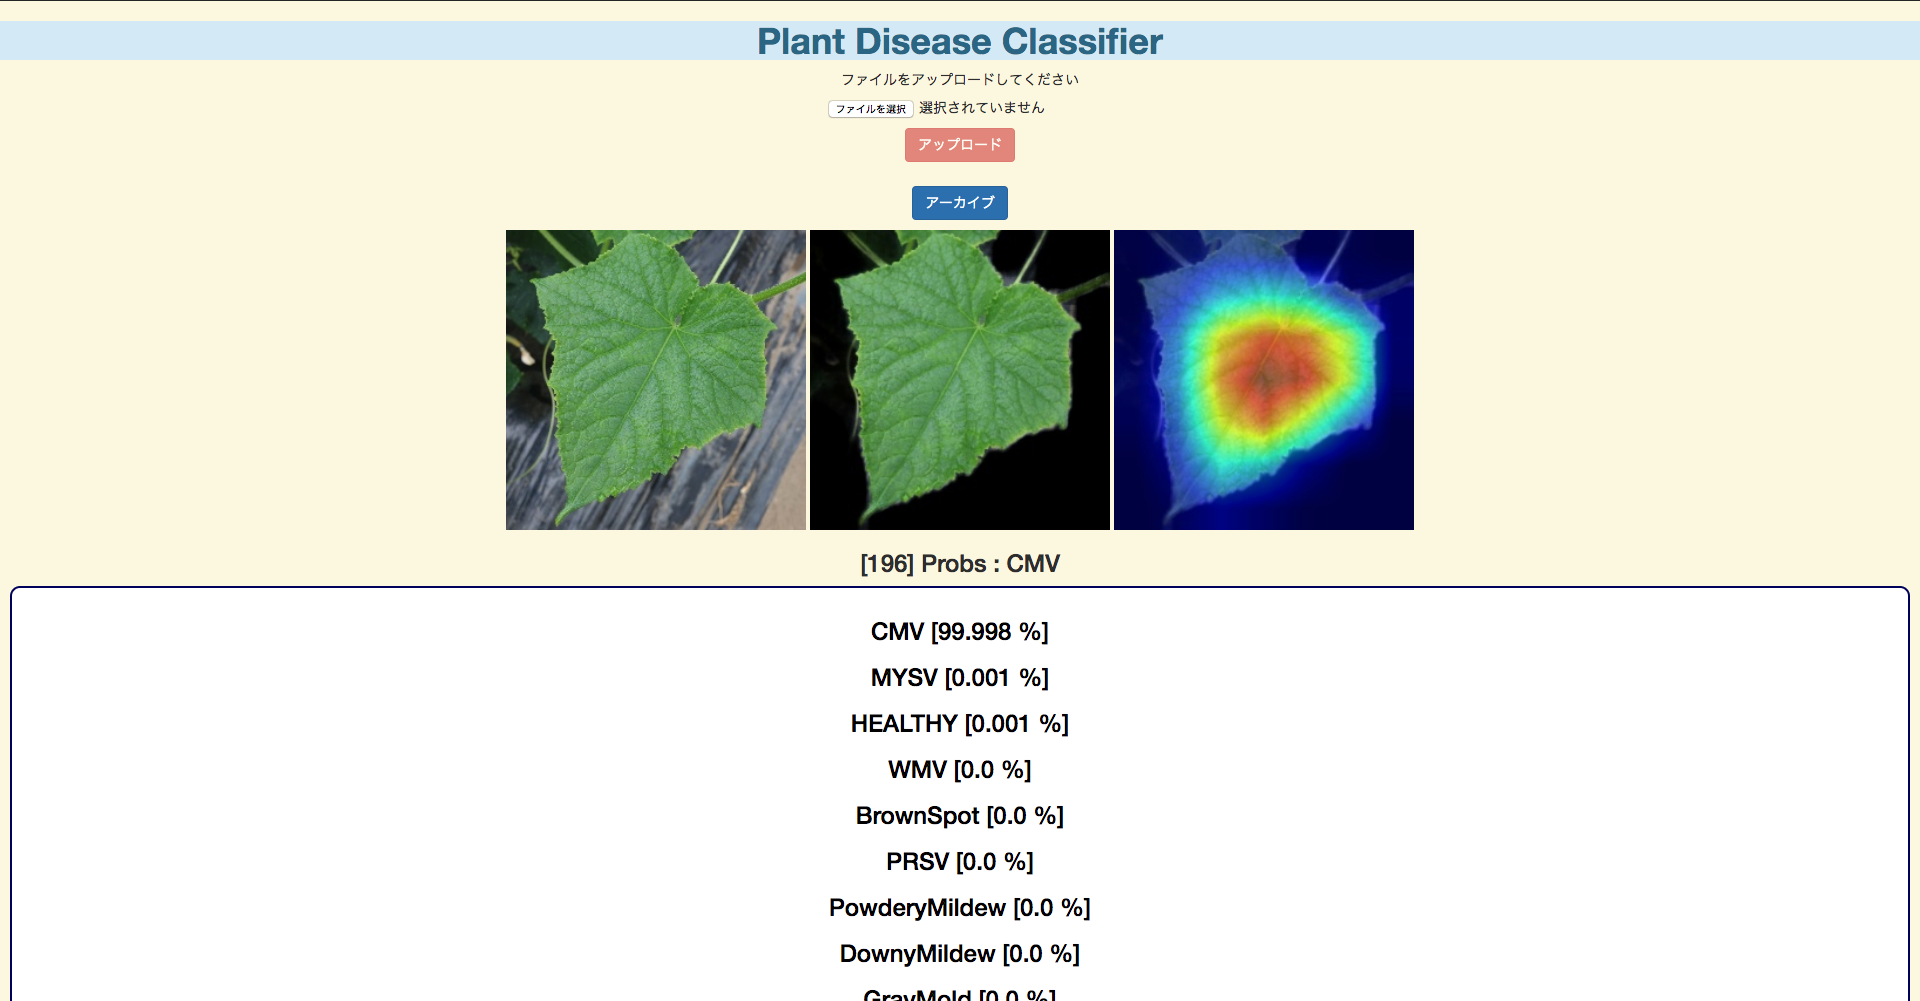 Plant Disease Classifier
ファイルをアップロードしてください
ファイルを選択 選択されていません
アップロード
アーカイブ
[196] Probs : CMV
CMV [99.998 %]
MYSV [0.001 %]
HEALTHY [0.001 %]
WMV [0.0 %]
BrownSpot [0.0 %]
PRSV [0.0 %]
PowderyMildew [0.0 %]
DownyMildew [0.0 %]
GrayMold [0.0 %]